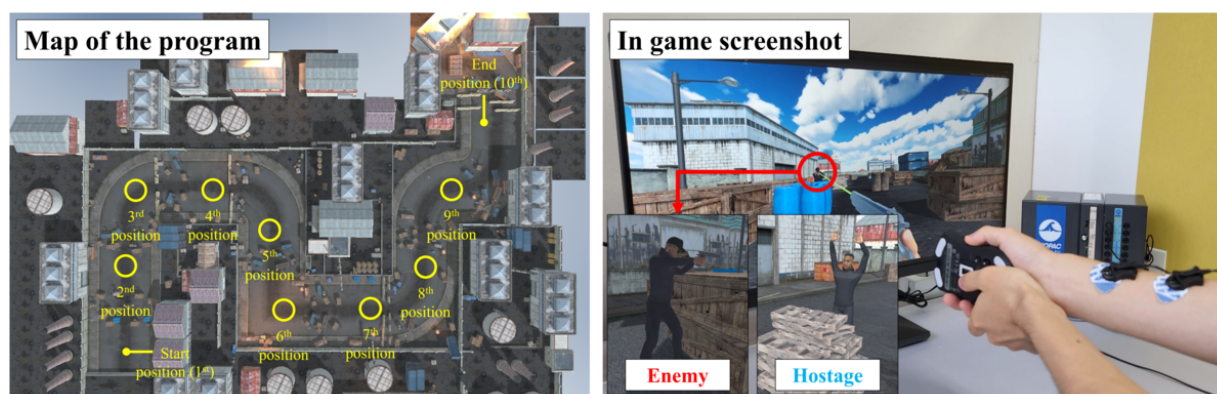 Map of the program
End
position (10th)
3rd
position
4th
position
5th
position
9th
position
2nd
position
8th
position
6th
position
7th
position
Start
position (1st)
In game screenshot
Enemy
Hostage